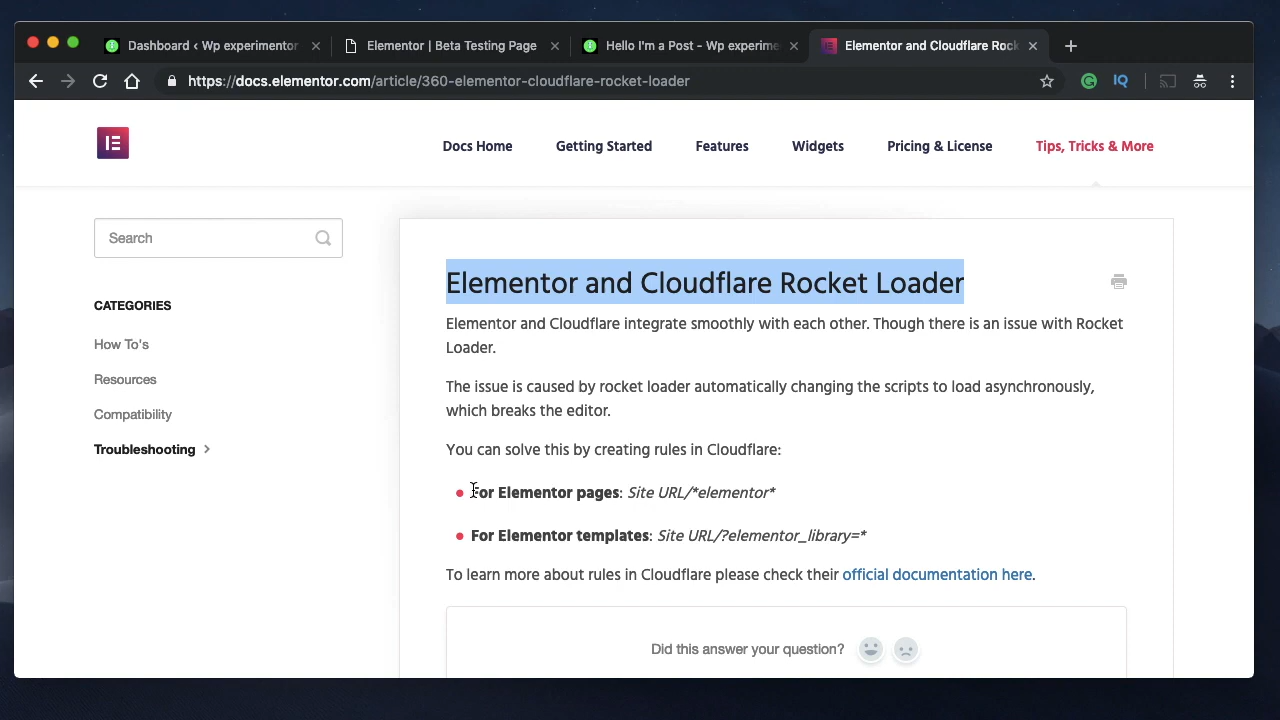 Dashboard ‹ Wp experimentor
Elementor | Beta Testing Page
Hello I'm a Post - Wp experime
Elementor and Cloudflare Rock
https://docs.elementor.com/article/360-elementor-cloudflare-rocket-loader
IQ
Docs Home
Getting Started
Features
Widgets
Pricing & License
Tips, Tricks & More
Search
CATEGORIES
How To's
Resources
Compatibility
Troubleshooting
Elementor and Cloudflare Rocket Loader
Elementor and Cloudflare integrate smoothly with each other. Though there is an issue with Rocket
Loader.
The issue is caused by rocket loader automatically changing the scripts to load asynchronously,
which breaks the editor.
You can solve this by creating rules in Cloudflare:
For Elementor pages: Site URL/*elementor*
For Elementor templates: Site URL/?elementor_library=*
To learn more about rules in Cloudflare please check their official documentation here.
Did this answer your question?